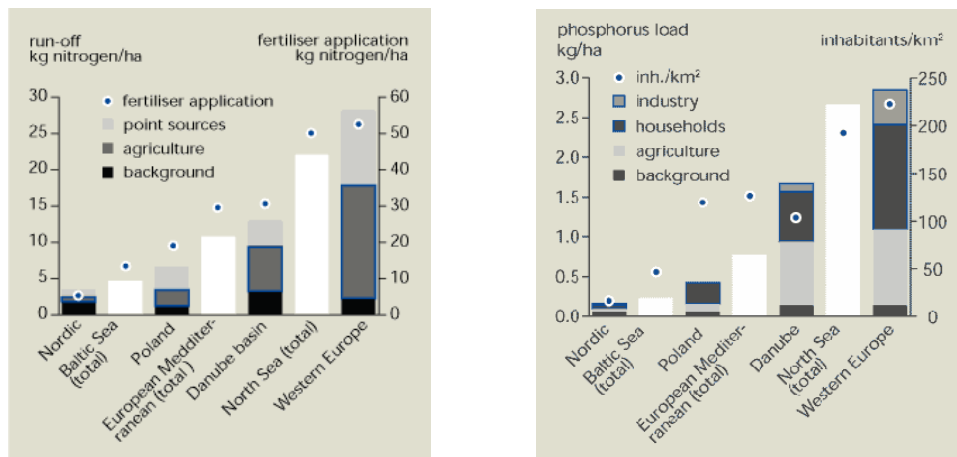 run-off
kg nitrogen/ha
fertiliser application
kg nitrogen/ha
30
25
20
15
10
5
0
60
50
40
30
20
10
0
fertiliser application
point sources
agriculture
background
Nordic
Baltic Sea
(total)
Poland
European Medditer-
ranean (total )
Danube basin
North Sea (total)
Western Europe
phosphorus load
kg/ha
inhabitants/km²
3.0
2.5
2.0
1.5
1.0
0.5
0.0
250
200
150
100
50
0
inh./km²
industry
households
agriculture
background
Nordic
Baltic Sea
(total)
Poland
European Medditer-
ranean (total)
Danube
North Sea
(total)
Western Europe